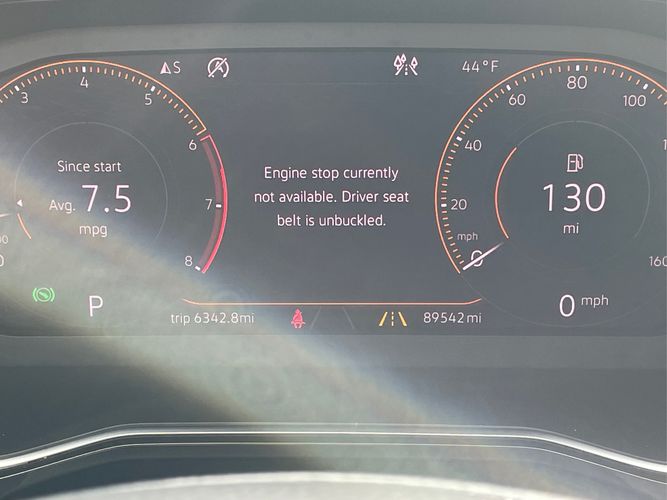 S
44°F
3
4
5
6
7
8
Since start
Avg. 7.5
mpg
Engine stop currently
not available. Driver seat
belt is unbuckled.
20
40
60
80
100
160
mph
0
130
mi
P
0 mph
trip 6342.8mi
89542mi